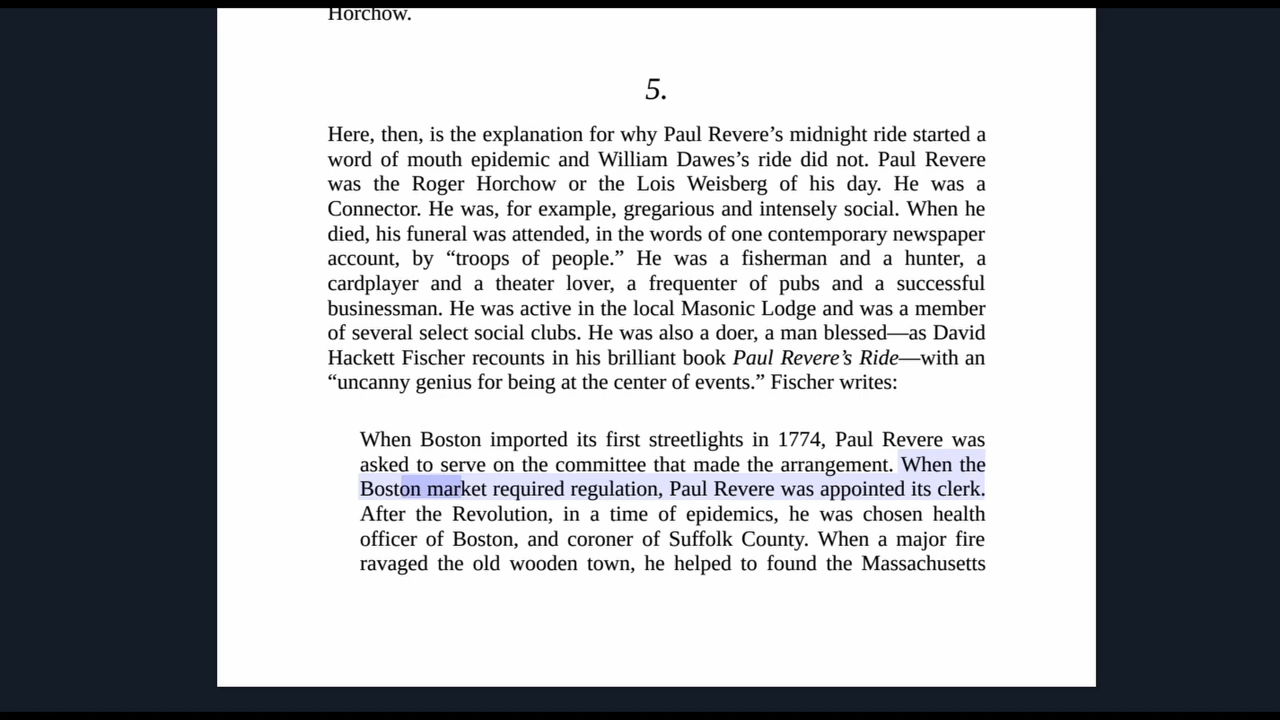 Horchow.
5.
Here, then, is the explanation for why Paul Revere’s midnight ride started a
word of mouth epidemic and William Dawes’s ride did not. Paul Revere
was the Roger Horchow or the Lois Weisberg of his day. He was a
Connector. He was, for example, gregarious and intensely social. When he
died, his funeral was attended, in the words of one contemporary newspaper
account, by “troops of people.” He was a fisherman and a hunter, a
cardplayer and a theater lover, a frequenter of pubs and a successful
businessman. He was active in the local Masonic Lodge and was a member
of several select social clubs. He was also a doer, a man blessed—as David
Hackett Fischer recounts in his brilliant book Paul Revere’s Ride—with an
“uncanny genius for being at the center of events.” Fischer writes:
When Boston imported its first streetlights in 1774, Paul Revere was
asked to serve on the committee that made the arrangement. When the
Boston market required regulation, Paul Revere was appointed its clerk.
After the Revolution, in a time of epidemics, he was chosen health
officer of Boston, and coroner of Suffolk County. When a major fire
ravaged the old wooden town, he helped to found the Massachusetts